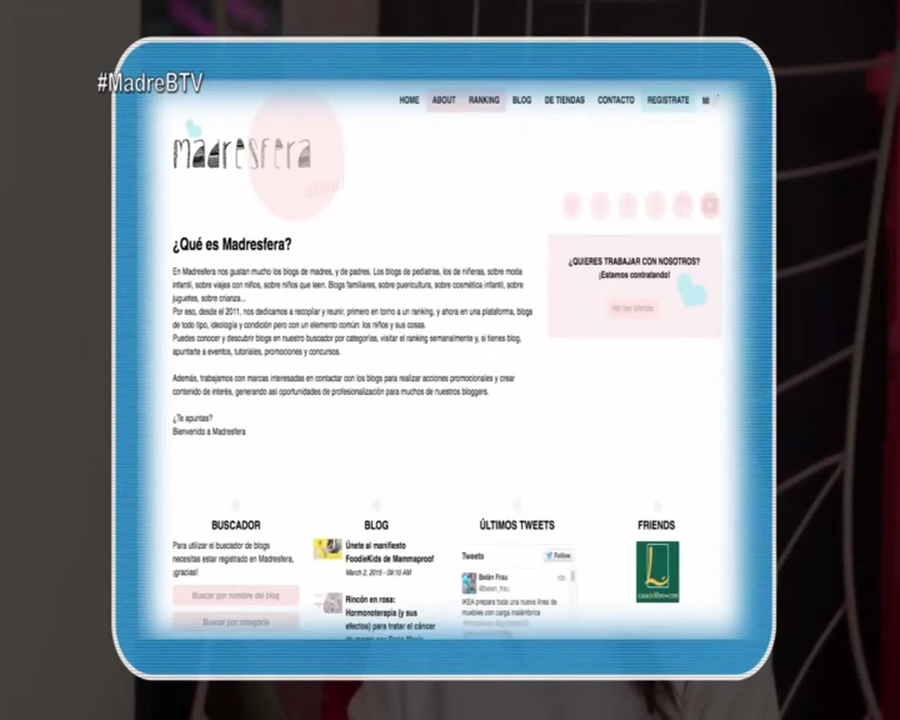 #MadreBTV
HOME ABOUT RANKING BLOG DE TIENDAS CONTACTO REGISTRATE MI
madresfera
¿Qué es Madresfera?
En Madresfera nos gustan mucho los blogs de madres, y de padres. Los blogs de pediatras, los de niñeras, sobre moda
infantil, sobre viajes con niños, sobre niños que leen. Blogs familiares, sobre puericultura, sobre cosmética infantil, sobre
juguetes, sobre crianza...
Por eso, desde el 2011, nos dedicamos a recopilar y reunir, primero en torno a un ranking, y ahora en una plataforma, blogs
de todo tipo, ideología y condición pero con un elemento común: los niños y sus cosas.
Puedes conocer y descubrir blogs en nuestro buscador por categorías, visitar el ranking semanalmente y, si tienes blog,
apuntarte a eventos, tutoriales, promociones y concursos.
Además, trabajamos con marcas interesadas en contactar con los blogs para realizar acciones promocionales y crear
contenido de interés, generando así oportunidades de profesionalización para muchos de nuestros bloggers.
¿Te apuntas?
Bienvenido a Madresfera
¿QUIERES TRABAJAR CON NOSOTROS?
¡Estamos contratando!
Ver las ofertas
BUSCADOR
Para utilizar el buscador de blogs
necesitas estar registrado en Madresfera,
¡gracias!
Buscar por nombre del blog
Buscar por categoría
BLOG
Únete al manifiesto
FoodieKids de Mammaproof
March 2, 2015 - 09:10 AM
Rincón en rosa:
Hormonoterapia (y sus
efectos) para tratar el cáncer
ÚLTIMOS TWEETS
Tweets Follow
Belén Frau
@belen_frau
IKEA prepara toda una nueva línea de
muebles con carga inalámbrica
FRIENDS
L
casadellibro.com